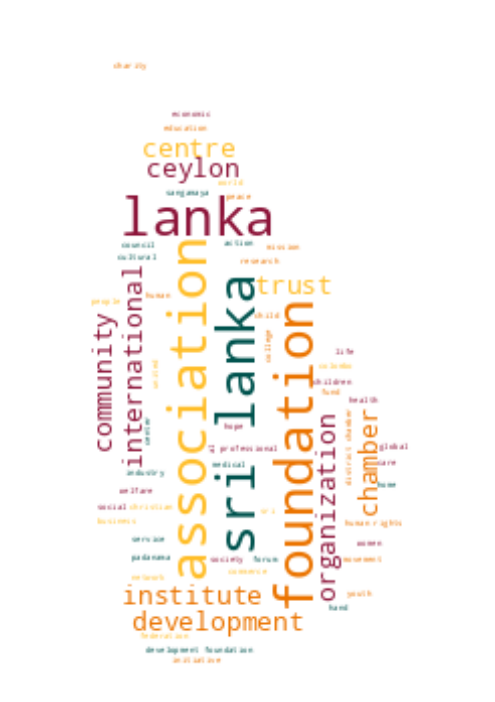 charity
economic
education
centre
ceylon
world
sangamaya
peace
lanka
council
action
mission
cultural
research
international
association
sri lanka
trust
people
human
foundation
community
child
college
life
united
children
fund
health
center
hope
organization
district chamber
chamber
professional
global
medical
care
industry
home
welfare
social
christian
sri
business
human rights
service
women
padanama
society
forum
movement
commerce
network
institute
youth
hand
development
federation
development foundation
initiative